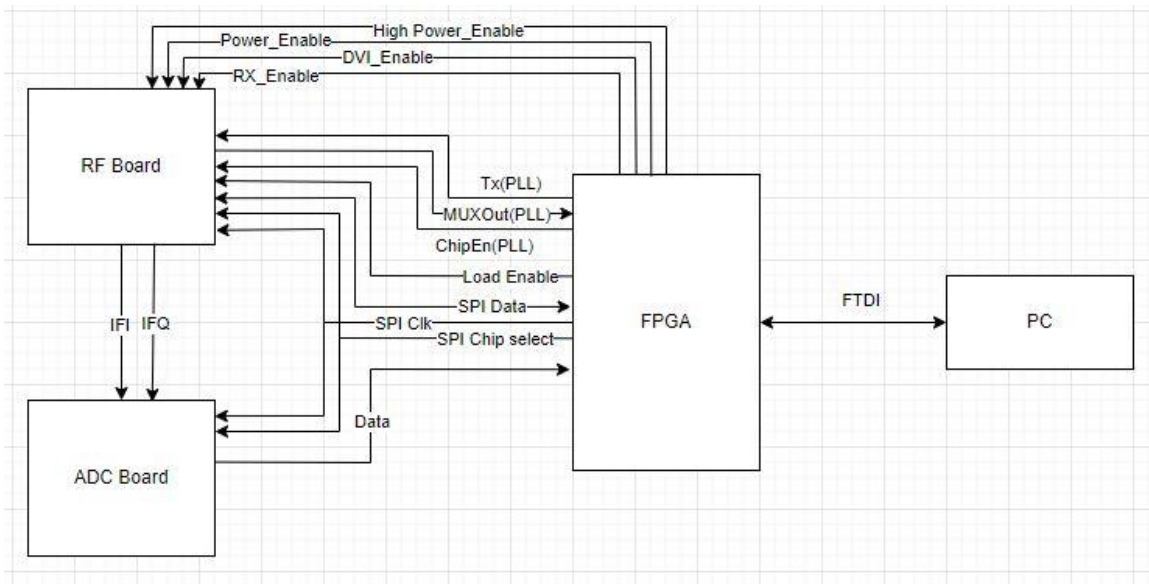 High Power_Enable
Power_Enable
DVI_Enable
RX_Enable
RF Board
Tx(PLL)
MUXOut(PLL)
ChipEn(PLL)
Load Enable
SPI Data
SPI Clk
SPI Chip select
IFI
IFQ
FPGA
FTDI
PC
Data
ADC Board